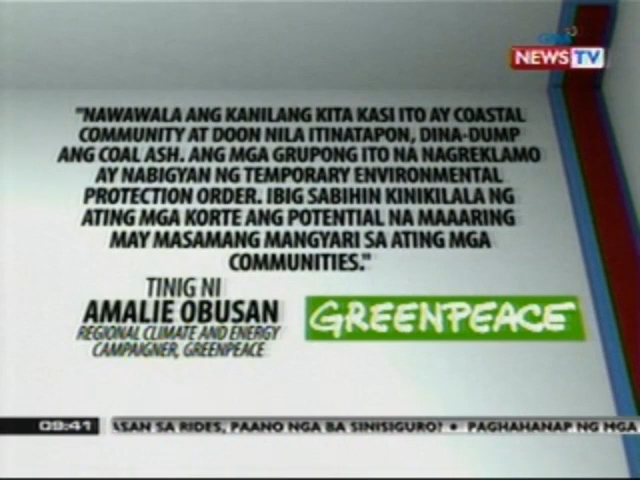 GMA
NEWS TV
"NAWAWALA ANG KANILANG KITA KASI ITO AY COASTAL
COMMUNITY AT DOON NILA ITINATAPON, DINA-DUMP
ANG COAL ASH. ANG MGA GRUPONG ITO NA NAGREKLAMO
AY NABIGYAN NG TEMPORARY ENVIRONMENTAL
PROTECTION ORDER. IBIG SABIHIN KINIKILALA NG
ATING MGA KORTE ANG POTENTIAL NA MAAARING
MAY MASAMANG MANGYARI SA ATING MGA
COMMUNITIES."
TINIG NI
AMALIE OBUSAN
REGIONAL CLIMATE AND ENERGY
CAMPAIGNER, GREENPEACE
GREENPEACE
09:41 ASAN SA RIDES, PAANO NGA BA SINISIGURO? • PAGHAHANAP NG MGA